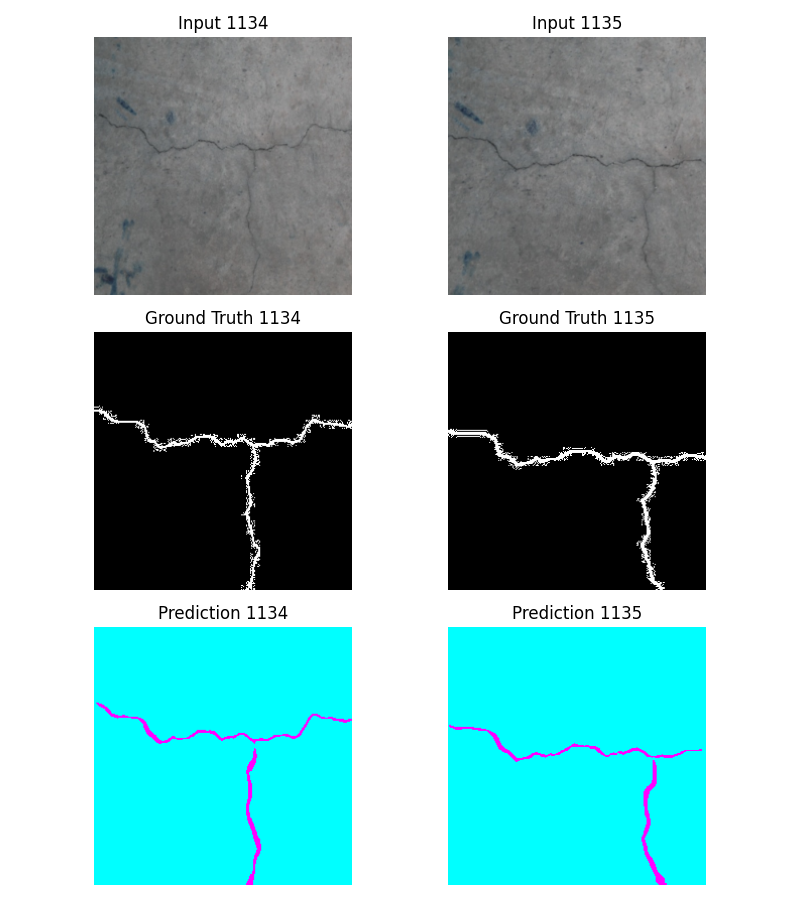 Input 1134
Input 1135
Ground Truth 1134
Ground Truth 1135
Prediction 1134
Prediction 1135